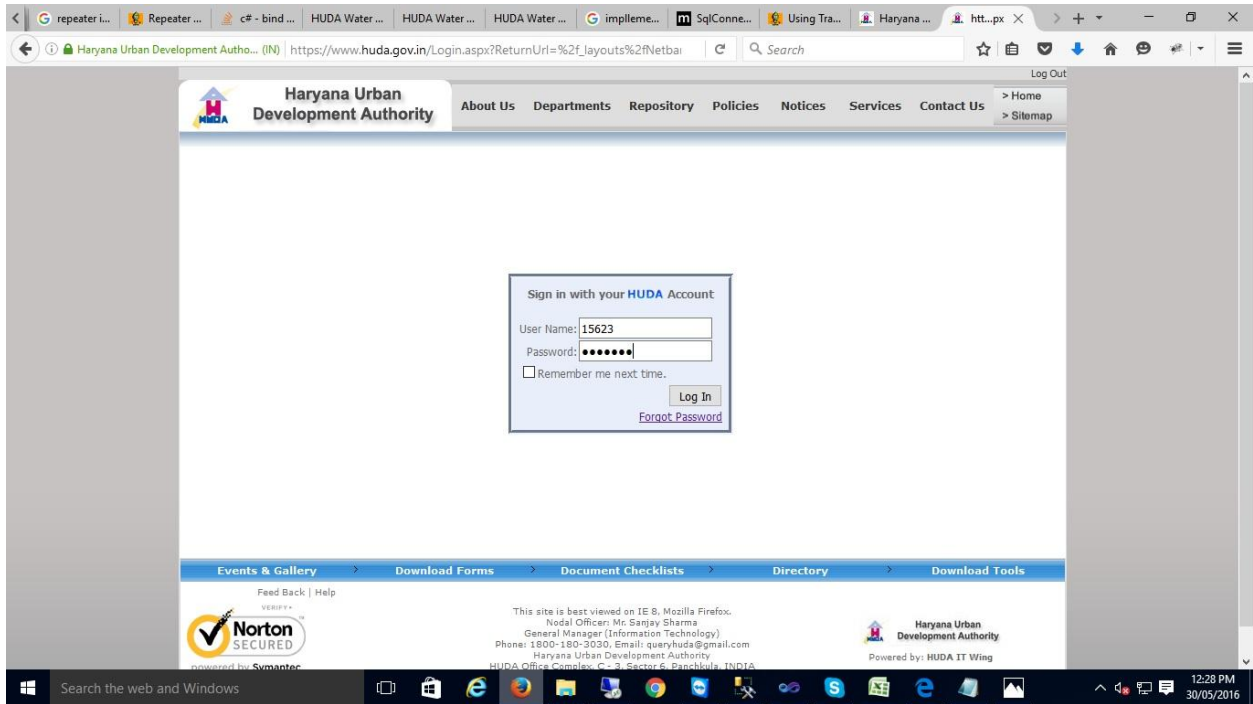 repeater i...
Repeater ...
c# - bind ...
HUDA Water ...
HUDA Water ...
HUDA Water ...
implleme...
SqlConne...
Using Tra...
Haryana ...
htt...px
Haryana Urban Development Autho... (IN)
https://www.huda.gov.in/Login.aspx?ReturnUrl=%2f_layouts%2fNetbar
Search
Log Out
Haryana Urban
Development Authority
About Us Departments Repository Policies Notices Services Contact Us
> Home
> Sitemap
Sign in with your HUDA Account
User Name: 15623
Password: •••••••
Remember me next time.
Log In
Forgot Password
Events & Gallery > Download Forms > Document Checklists > Directory > Download Tools
Feed Back | Help
VERIFY
Norton
SECURED
powered by Symantec
This site is best viewed on IE 8, Mozilla Firefox.
Nodal Officer: Mr. Sanjay Sharma
General Manager (Information Technology)
Phone: 1800-180-3030, Email: queryhuda@gmail.com
Haryana Urban Development Authority
HUDA Office Complex, C - 3, Sector 6, Panchkula, INDIA
Haryana Urban
Development Authority
Powered by: HUDA IT Wing
Search the web and Windows
12:28 PM
30/05/2016